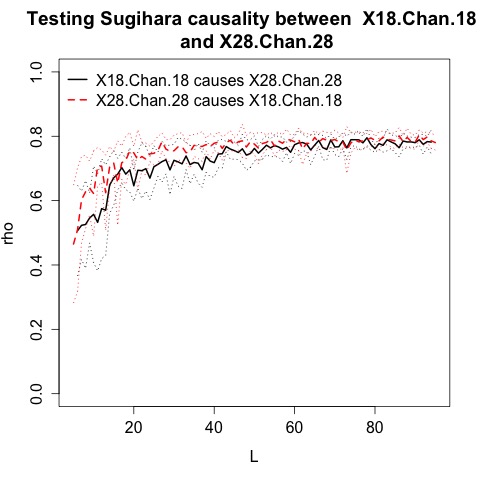 Testing Sugihara causality between  X18.Chan.18
and X28.Chan.28
X18.Chan.18 causes X28.Chan.28
X28.Chan.28 causes X18.Chan.18
1.0
0.8
0.6
0.4
0.2
0.0
rho
20 40 60 80
L